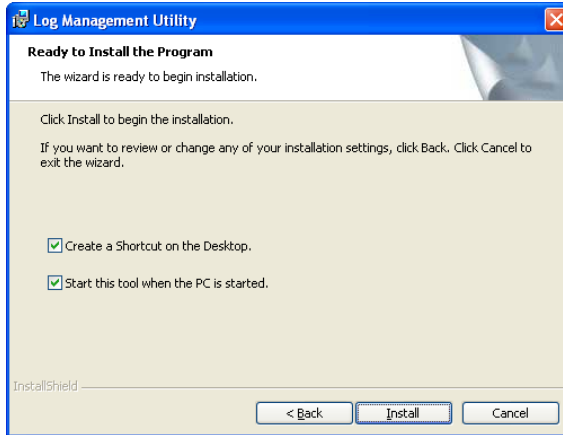 Log Management Utility
Ready to Install the Program
The wizard is ready to begin installation.
Click Install to begin the installation.
If you want to review or change any of your installation settings, click Back. Click Cancel to
exit the wizard.
Create a Shortcut on the Desktop.
Start this tool when the PC is started.
InstallShield
< Back
Install
Cancel